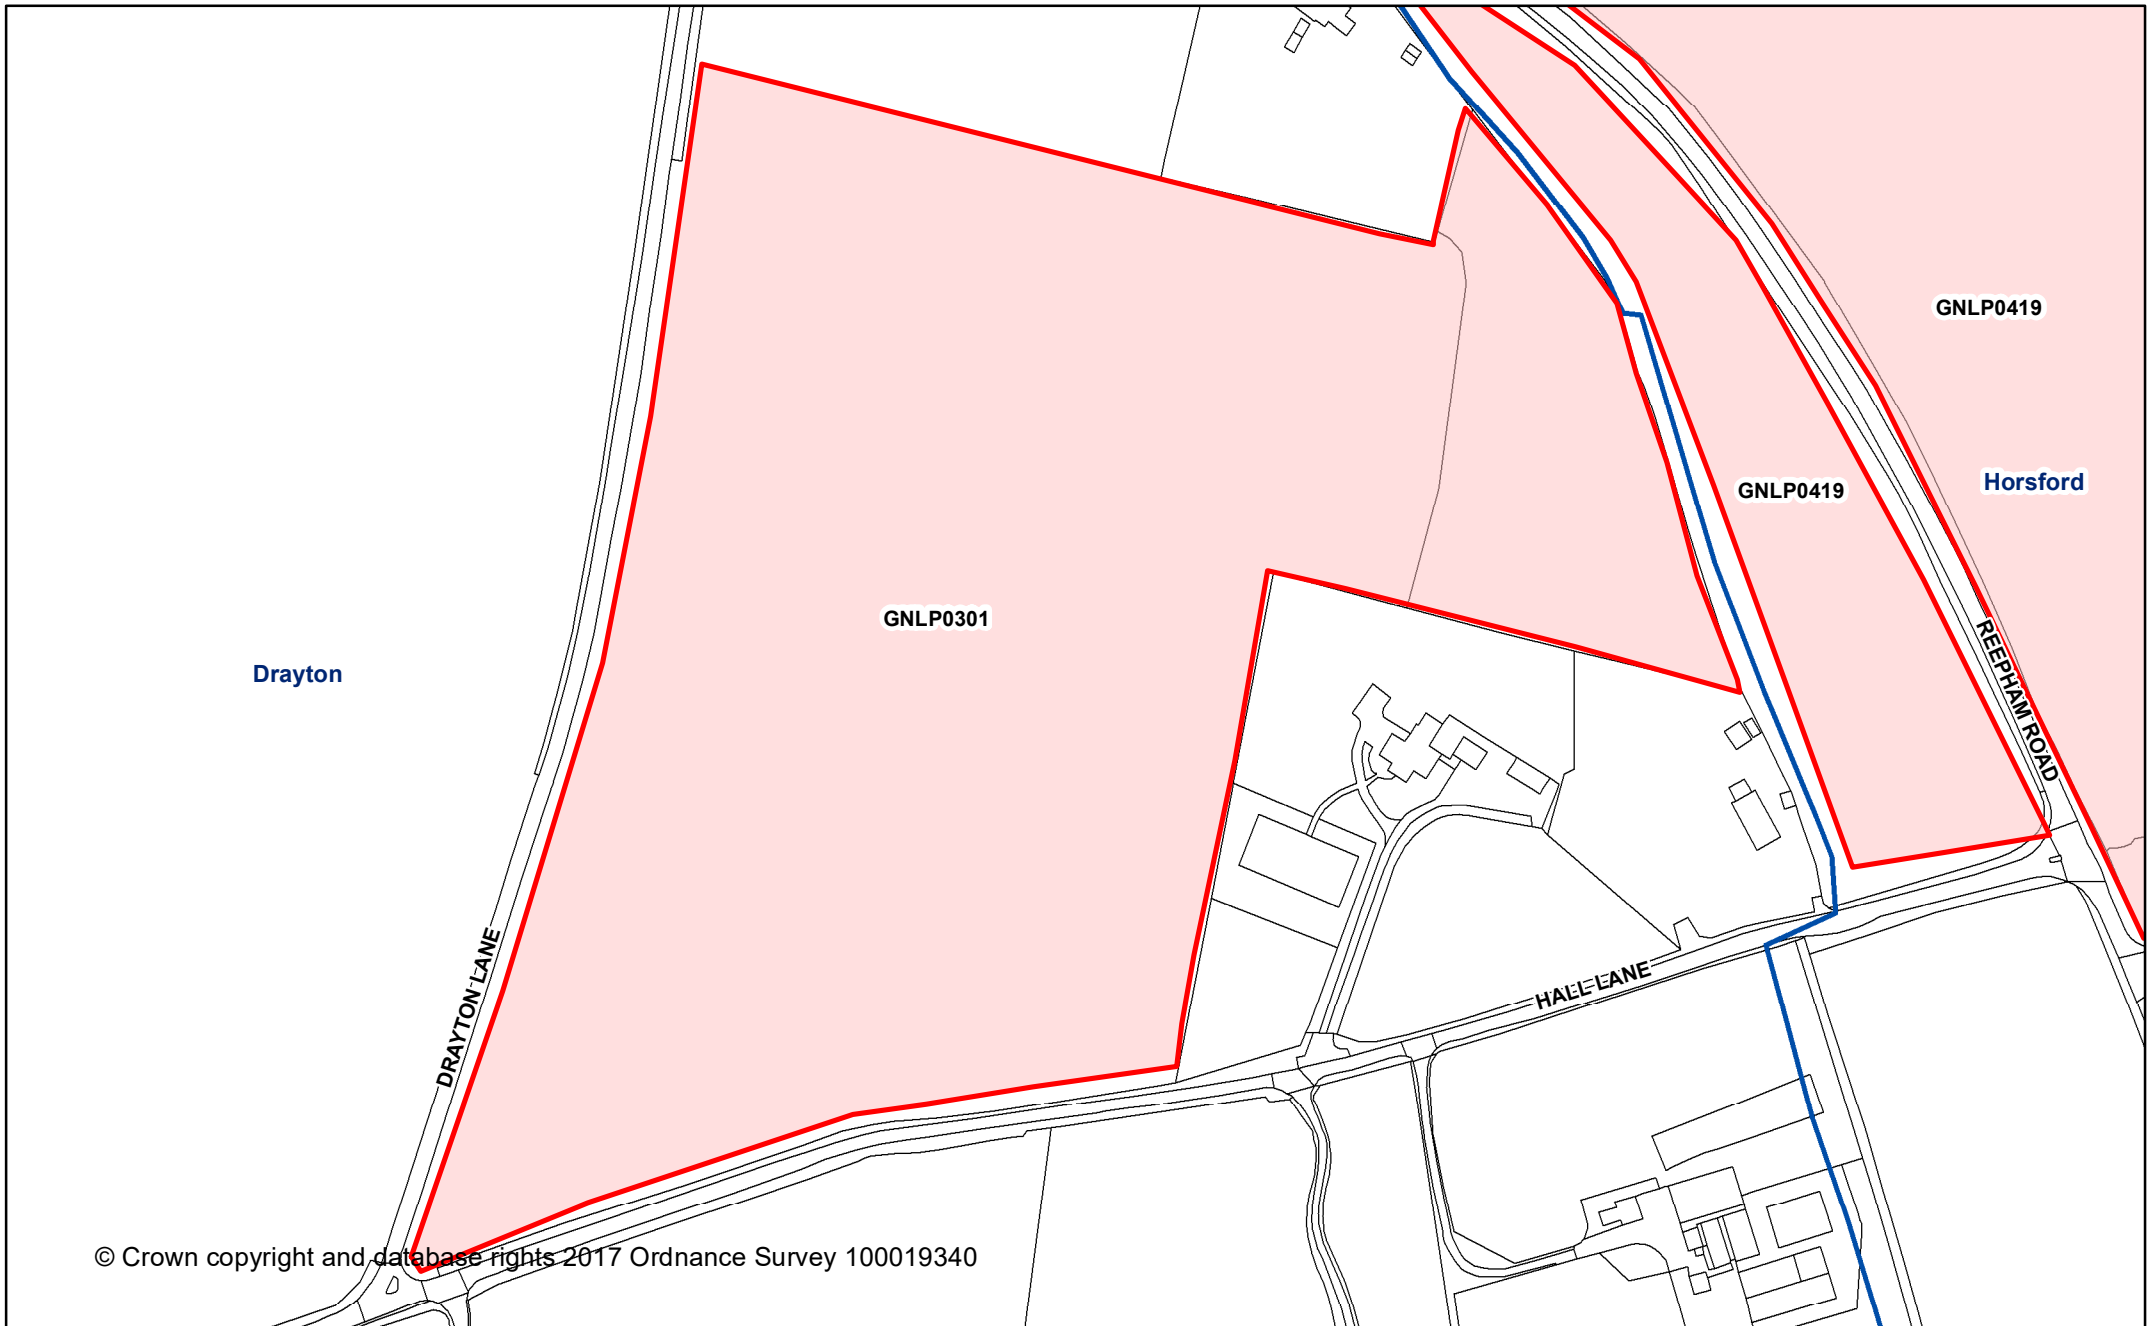 GNLP0419
Horsford
GNLP0419
GNLP0301
Drayton
REEPHAM ROAD
DRAYTON LANE
HALL LANE
© Crown copyright and database rights 2017 Ordnance Survey 100019340